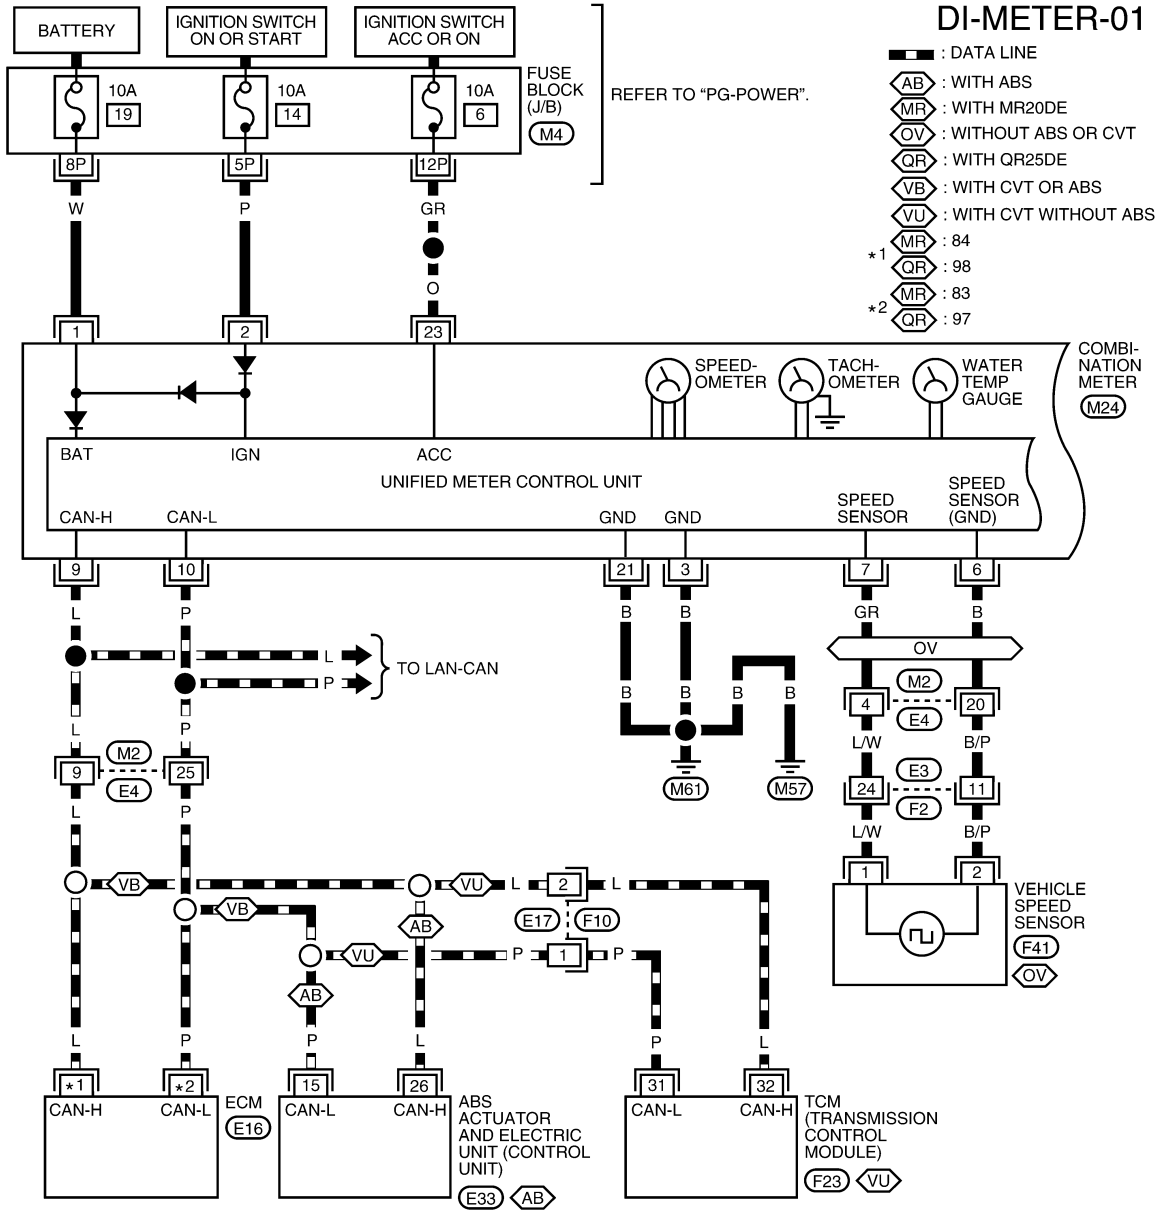 DI-METER-01
BATTERY
IGNITION SWITCH
ON OR START
IGNITION SWITCH
ACC OR ON
10A
19
10A
14
10A
6
FUSE
BLOCK
(J/B)
M4
REFER TO “PG-POWER”.
: DATA LINE
AB : WITH ABS
MR : WITH MR20DE
OV : WITHOUT ABS OR CVT
QR : WITH QR25DE
VB : WITH CVT OR ABS
VU : WITH CVT WITHOUT ABS
*1 MR : 84
QR : 98
*2 MR : 83
QR : 97
8P 5P 12P
W P GR
O
1 2 23
SPEED-
OMETER
TACH-
OMETER
WATER
TEMP
GAUGE
COMBI-
NATION
METER
M24
BAT IGN ACC
UNIFIED METER CONTROL UNIT
CAN-H CAN-L GND GND
SPEED
SENSOR
SPEED
SENSOR
(GND)
9 10 21 3 7 6
L P B B GR B
OV
L
P
TO LAN-CAN
L P B B B B
M2
E4
9 25
4 20
M2
E4
L/W B/P
24 11
E3
F2
L/W B/P
M61 M57
L P
1 2
VEHICLE
SPEED
SENSOR
F41
OV
VB VU L 2 L
VB AB E17 F10
VU P 1 P
AB
L P P L P L
*1 *2 15 26 31 32
CAN-H CAN-L
ECM
E16
CAN-L CAN-H
ABS
ACTUATOR
AND ELECTRIC
UNIT (CONTROL
UNIT)
E33 AB
CAN-L CAN-H
TCM
(TRANSMISSION
CONTROL
MODULE)
F23 VU